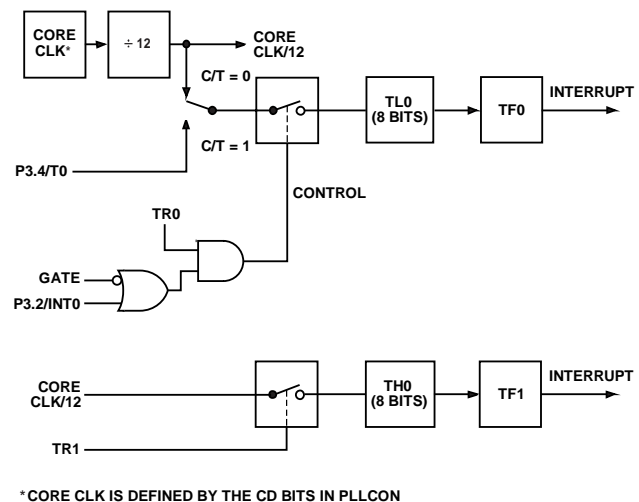 CORE
CLK*
÷ 12
CORE
CLK/12
C/T = 0
C/T = 1
TL0
(8 BITS)
TF0
INTERRUPT
P3.4/T0
CONTROL
TR0
GATE
P3.2/INT0
CORE
CLK/12
TH0
(8 BITS)
TF1
INTERRUPT
TR1
*CORE CLK IS DEFINED BY THE CD BITS IN PLLCON